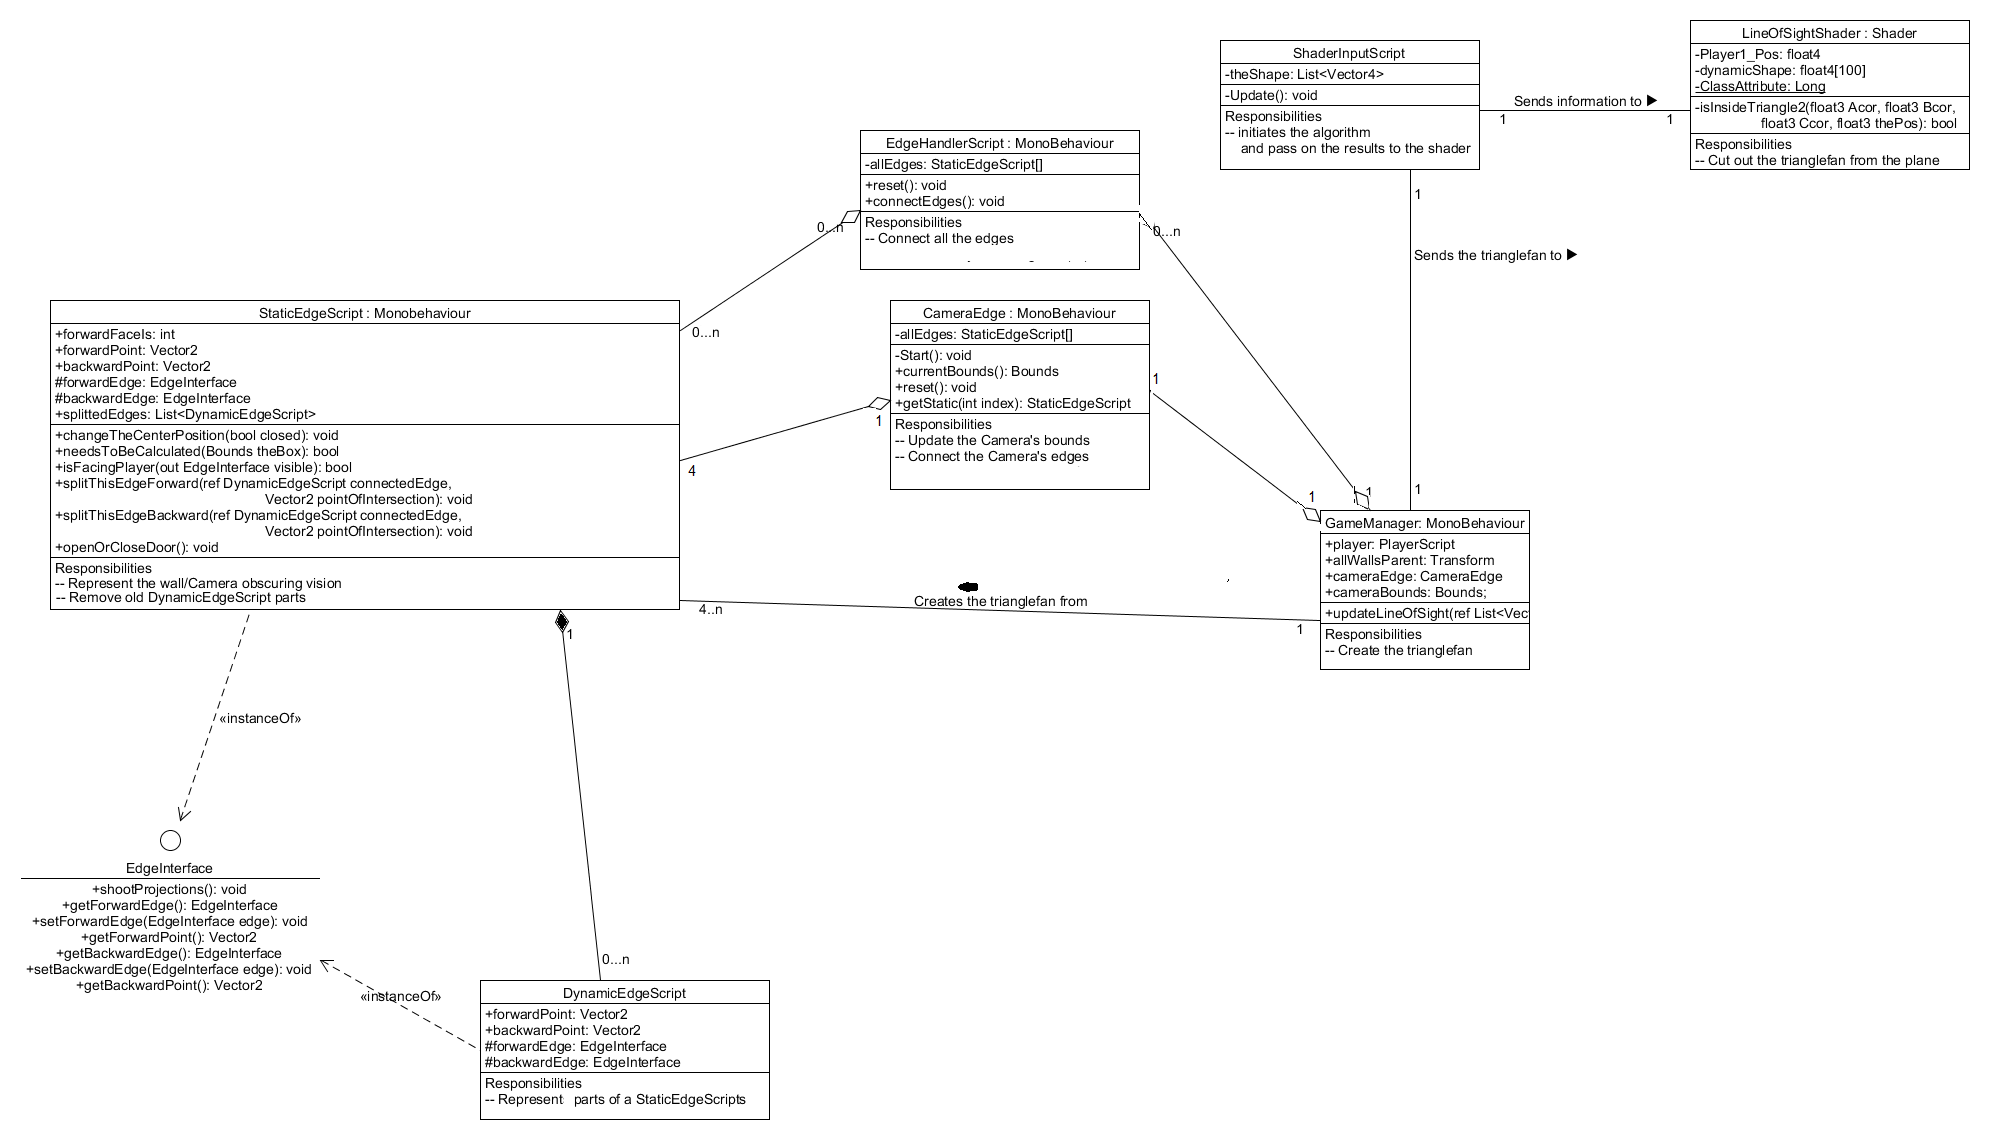 LineOfSightShader : Shader
-Player1_Pos: float4
-dynamicShape: float4[100]
-ClassAttribute: Long
-isInsideTriangle2(float3 Acor, float3 Bcor,
float3 Ccor, float3 thePos): bool
Responsibilities
-- Cut out the trianglefan from the plane
ShaderInputScript
-theShape: List<Vector4>
-Update(): void
Responsibilities
-- initiates the algorithm
and pass on the results to the shader
Sends information to
1
1
1
Sends the trianglefan to
1
EdgeHandlerScript : MonoBehaviour
-allEdges: StaticEdgeScript[]
+reset(): void
+connectEdges(): void
Responsibilities
-- Connect all the edges
0...n
0...n
0...n
1
StaticEdgeScript : Monobehaviour
+forwardFaceIs: int
+forwardPoint: Vector2
+backwardPoint: Vector2
#forwardEdge: EdgeInterface
#backwardEdge: EdgeInterface
+splittedEdges: List<DynamicEdgeScript>
+changeTheCenterPosition(bool closed): void
+needsToBeCalculated(Bounds theBox): bool
+isFacingPlayer(out EdgeInterface visible): bool
+splitThisEdgeForward(ref DynamicEdgeScript connectedEdge,
Vector2 pointOfIntersection): void
+splitThisEdgeBackward(ref DynamicEdgeScript connectedEdge,
Vector2 pointOfIntersection): void
+openOrCloseDoor(): void
Responsibilities
-- Represent the wall/Camera obscuring vision
-- Remove old DynamicEdgeScript parts
CameraEdge : MonoBehaviour
-allEdges: StaticEdgeScript[]
-Start(): void
+currentBounds(): Bounds
+reset(): void
+getStatic(int index): StaticEdgeScript
Responsibilities
-- Update the Camera's bounds
-- Connect the Camera's edges
1
4
1
1
GameManager: MonoBehaviour
+player: PlayerScript
+allWallsParent: Transform
+cameraEdge: CameraEdge
+cameraBounds: Bounds;
+updateLineOfSight(ref List<Vec
Responsibilities
-- Create the trianglefan
Creates the trianglefan from
4..n
1
1
«instanceOf»
EdgeInterface
+shootProjections(): void
+getForwardEdge(): EdgeInterface
+setForwardEdge(EdgeInterface edge): void
+getForwardPoint(): Vector2
+getBackwardEdge(): EdgeInterface
+setBackwardEdge(EdgeInterface edge): void
+getBackwardPoint(): Vector2
«instanceOf»
0...n
DynamicEdgeScript
+forwardPoint: Vector2
+backwardPoint: Vector2
#forwardEdge: EdgeInterface
#backwardEdge: EdgeInterface
Responsibilities
-- Represent parts of a StaticEdgeScripts